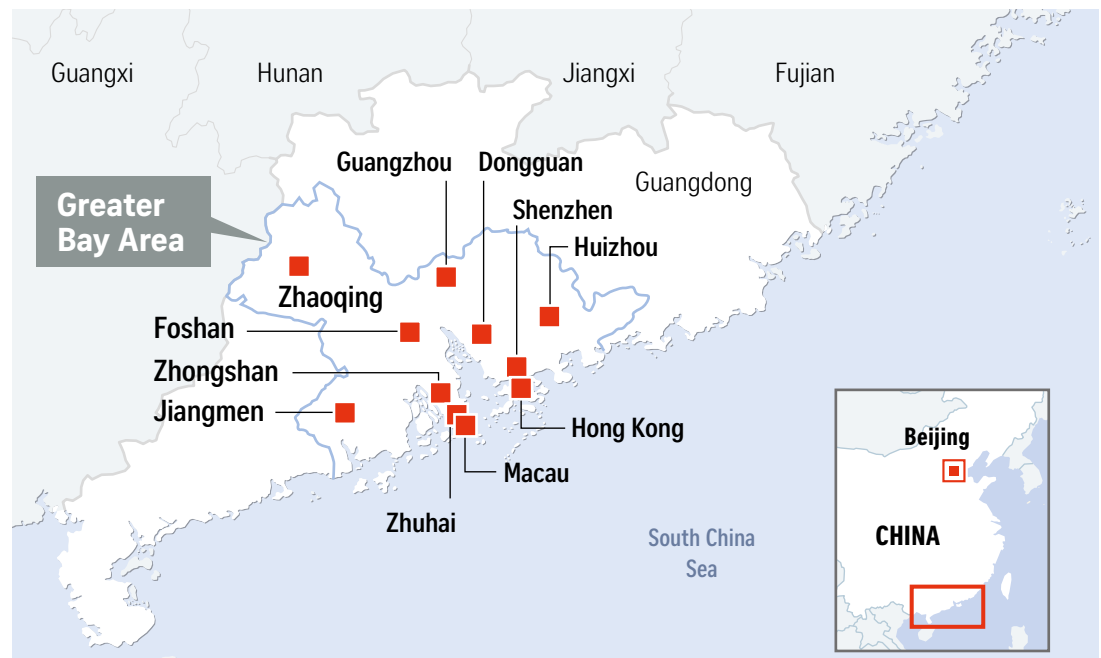 Guangxi
Hunan
Jiangxi
Fujian
Guangzhou
Dongguan
Guangdong
Greater
Bay Area
Shenzhen
Huizhou
Zhaoqing
Foshan
Zhongshan
Jiangmen
Hong Kong
Macau
Zhuhai
South China
Sea
Beijing
CHINA